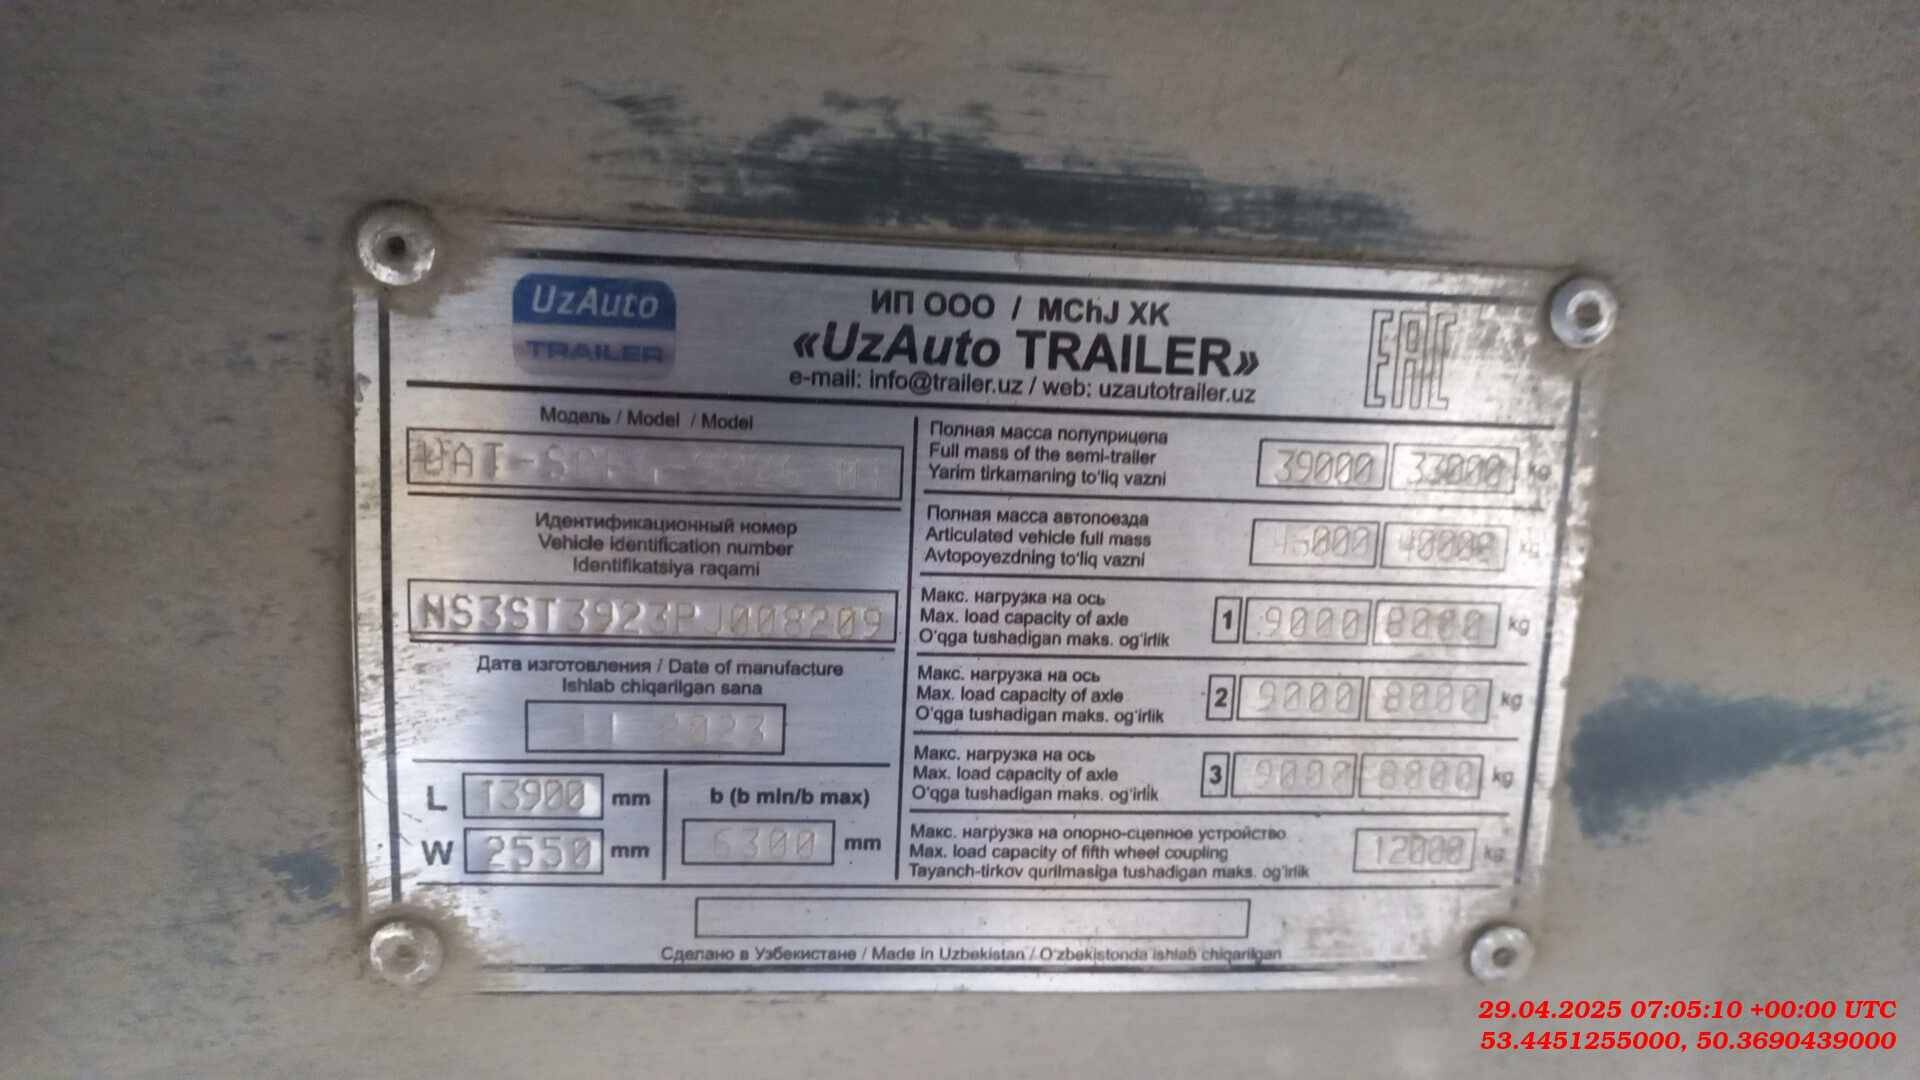 UzAuto
TRAILER
ИП ООО / MChJ XK
«UzAuto TRAILER»
e-mail: info@trailer.uz / web: uzautotrailer.uz
EAC
Модель / Model / Model
Идентификационный номер
Vehicle identification number
Identifikatsiya raqami
NS3ST3923PJ008209
Дата изготовления / Date of manufacture
Ishlab chiqarilgan sana
11 2023
L 13900 mm
W 2550 mm
b (b min/b max)
6300 mm
Полная масса полуприцепа
Full mass of the semi-trailer
Yarim tirkamaning to'liq vazni
39000 33000 kg
Полная масса автопоезда
Articulated vehicle full mass
Avtopoyezdning to'liq vazni
45000 40000 kg
Макс. нагрузка на ось
Max. load capacity of axle
O'qga tushadigan maks. og'irlik
1 9000 8000 kg
Макс. нагрузка на ось
Max. load capacity of axle
O'qga tushadigan maks. og'irlik
2 9000 8000 kg
Макс. нагрузка на ось
Max. load capacity of axle
O'qga tushadigan maks. og'irlik
3 9000 8000 kg
Макс. нагрузка на опорно-сцепное устройство
Max. load capacity of fifth wheel coupling
Tayanch-tirkov qurilmasiga tushadigan maks. og'irlik
12000 kg
Сделано в Узбекистане / Made in Uzbekistan / O'zbekistonda ishlab chiqarilgan
29.04.2025 07:05:10 +00:00 UTC
53.4451255000, 50.3690439000